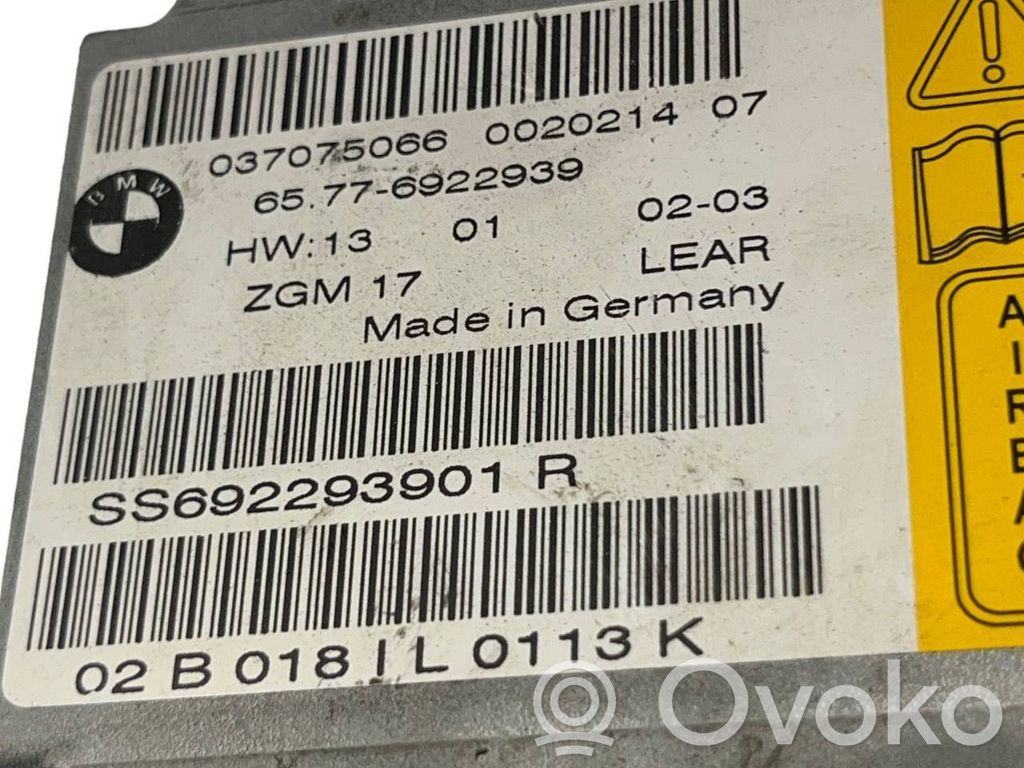 037075066 0020214 07
BMW
65.77-6922939
HW:13 01 02-03
ZGM 17 LEAR
Made in Germany
SS692293901 R
02 B 018 I L 0113 K
A
I
R
B
A
G
Ovoko